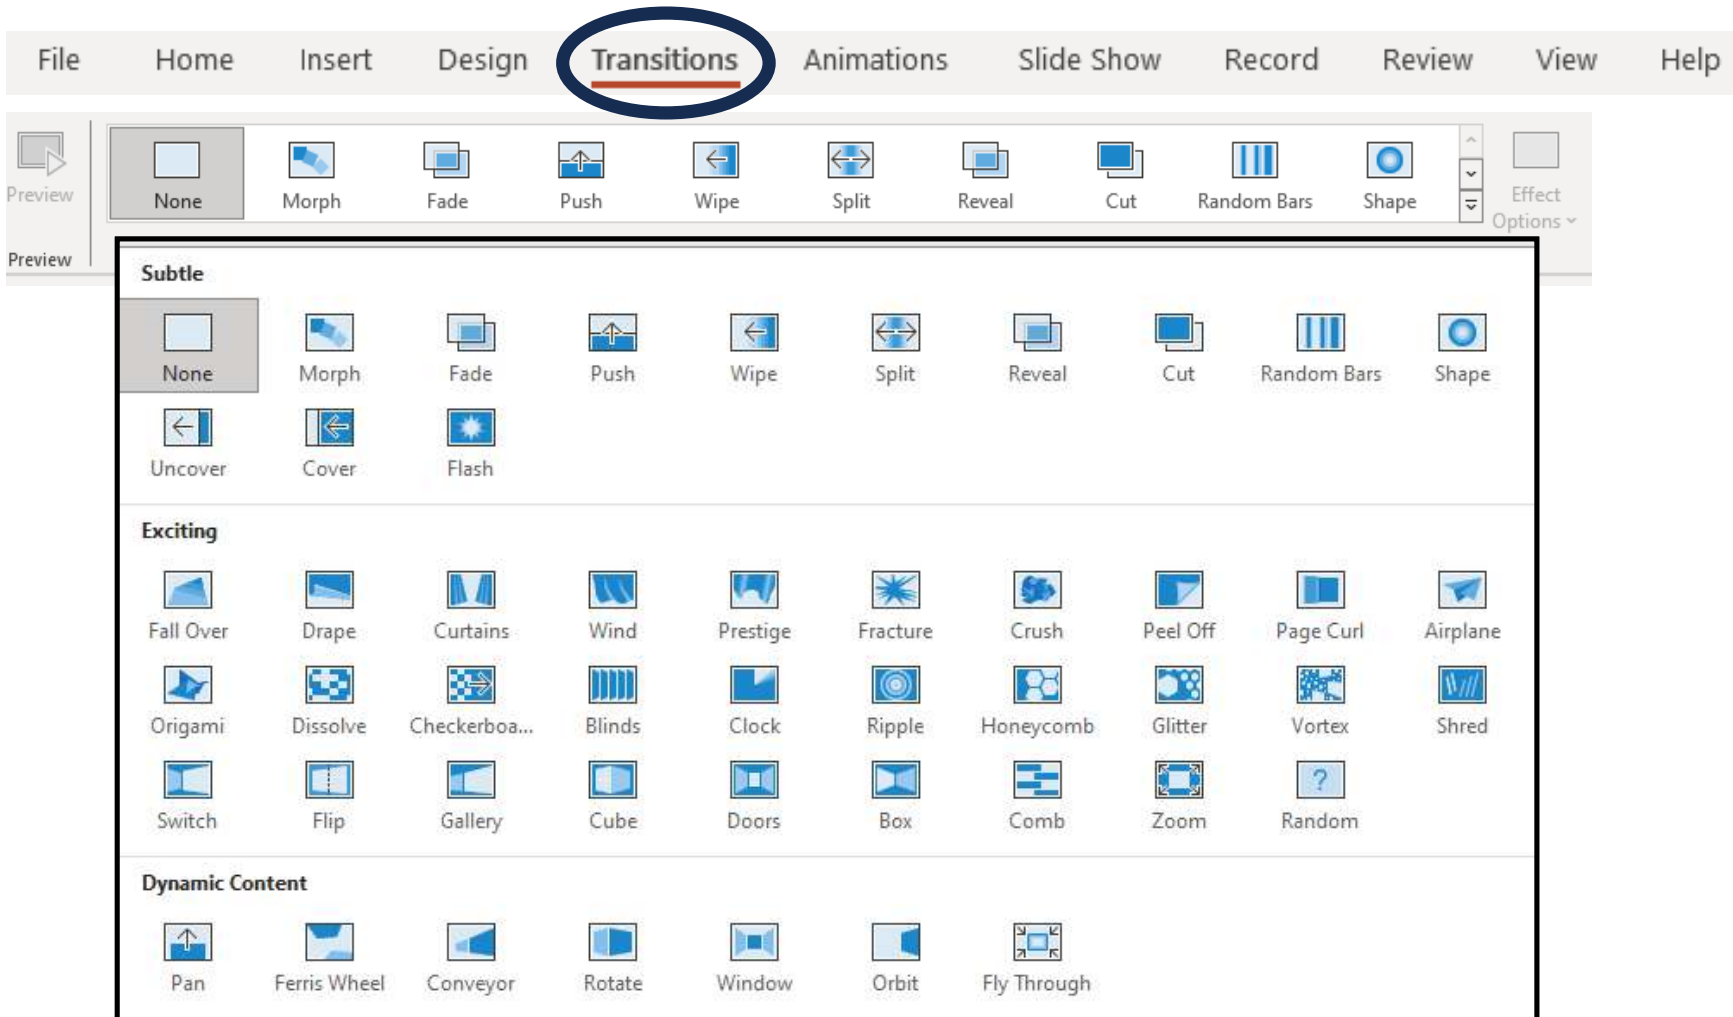 File Home Insert Design Transitions Animations Slide Show Record Review View Help
Preview None Morph Fade Push Wipe Split Reveal Cut Random Bars Shape Effect
Options
Preview
Subtle
None Morph Fade Push Wipe Split Reveal Cut Random Bars Shape
Uncover Cover Flash
Exciting
Fall Over Drape Curtains Wind Prestige Fracture Crush Peel Off Page Curl Airplane
Origami Dissolve Checkerboa... Blinds Clock Ripple Honeycomb Glitter Vortex Shred
?
Switch Flip Gallery Cube Doors Box Comb Zoom Random
Dynamic Content
Pan Ferris Wheel Conveyor Rotate Window Orbit Fly Through